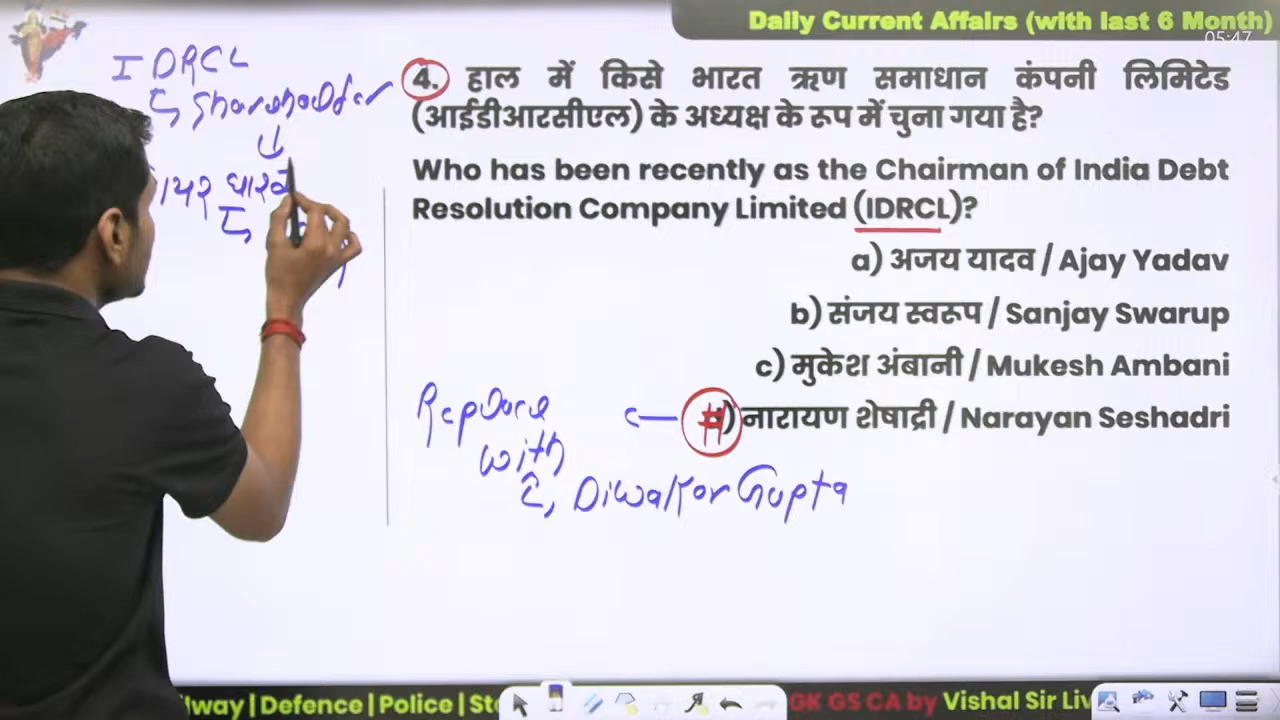 Daily Current Affairs (with last 6 Month)
05:47
IDRCL
4. हाल में किसे भारत ऋण समाधान कंपनी लिमिटेड
(आईडीआरसीएल) के अध्यक्ष के रूप में चुना गया है?
Who has been recently as the Chairman of India Debt
Resolution Company Limited (IDRCL)?
a) अजय यादव / Ajay Yadav
b) संजय स्वरूप / Sanjay Swarup
c) मुकेश अंबानी / Mukesh Ambani
नारायण शेषाद्री / Narayan Seshadri
Replace
with
Diwakar Gupta
lway | Defence | Police | St
GK GS CA by Vishal Sir Liv